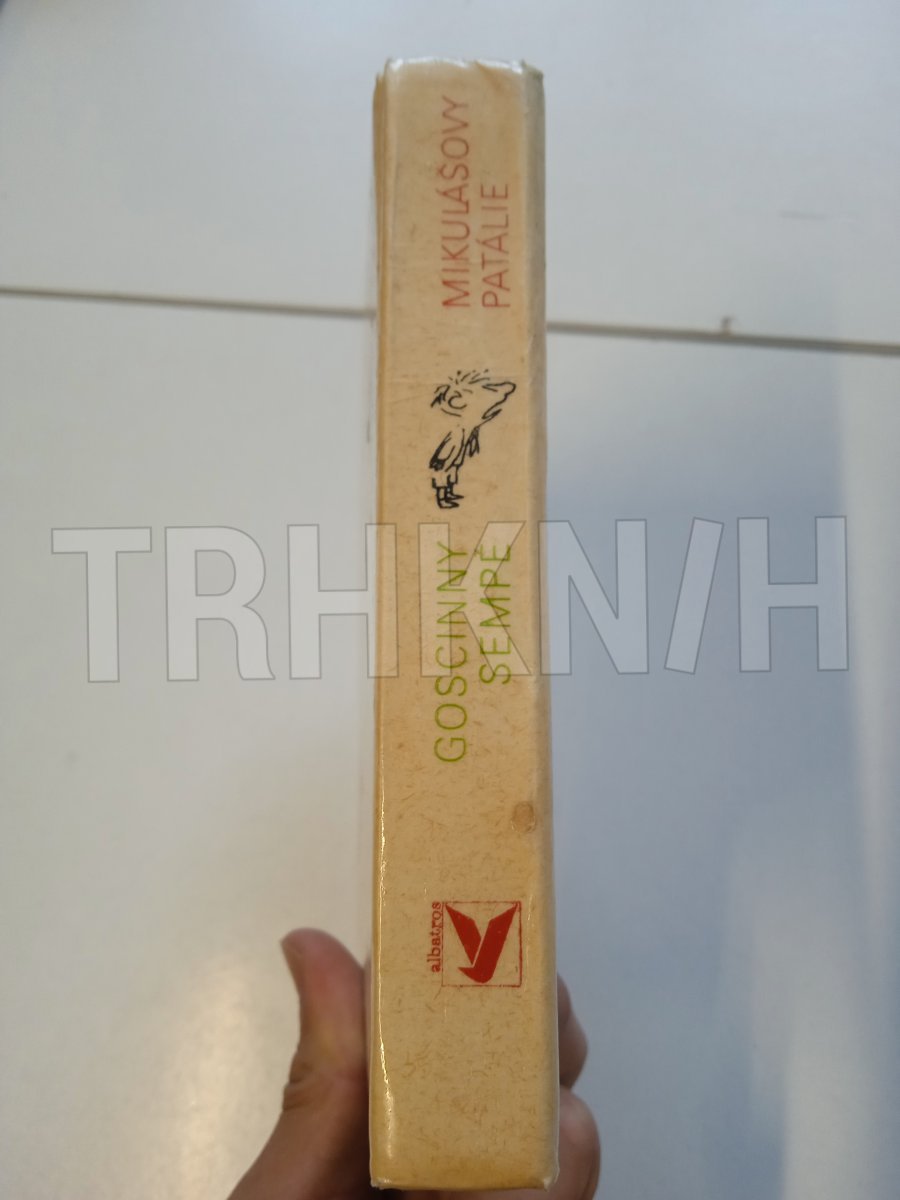 MIKULÁŠOVY
PATÁLIE
GOSCINNY
SEMPÉ
albatros
TRHKNIH